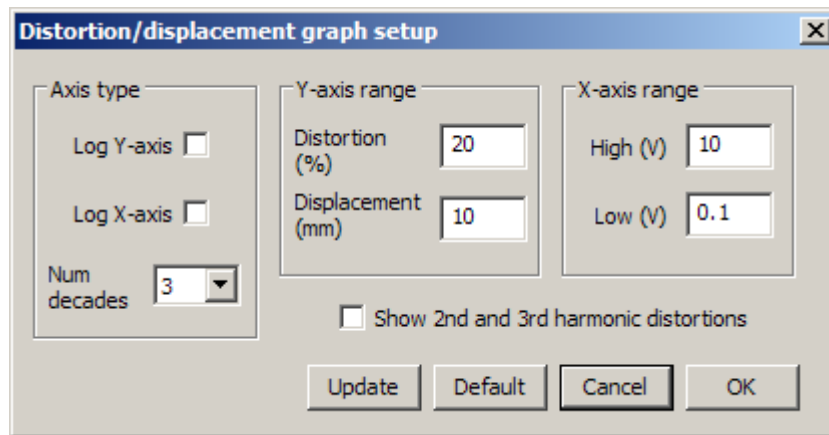 Distortion/displacement graph setup
Axis type
Log Y-axis
Log X-axis
Num
decades
3
Y-axis range
Distortion
(%)
20
Displacement
(mm)
10
X-axis range
High (V)
10
Low (V)
0.1
Show 2nd and 3rd harmonic distortions
Update
Default
Cancel
OK